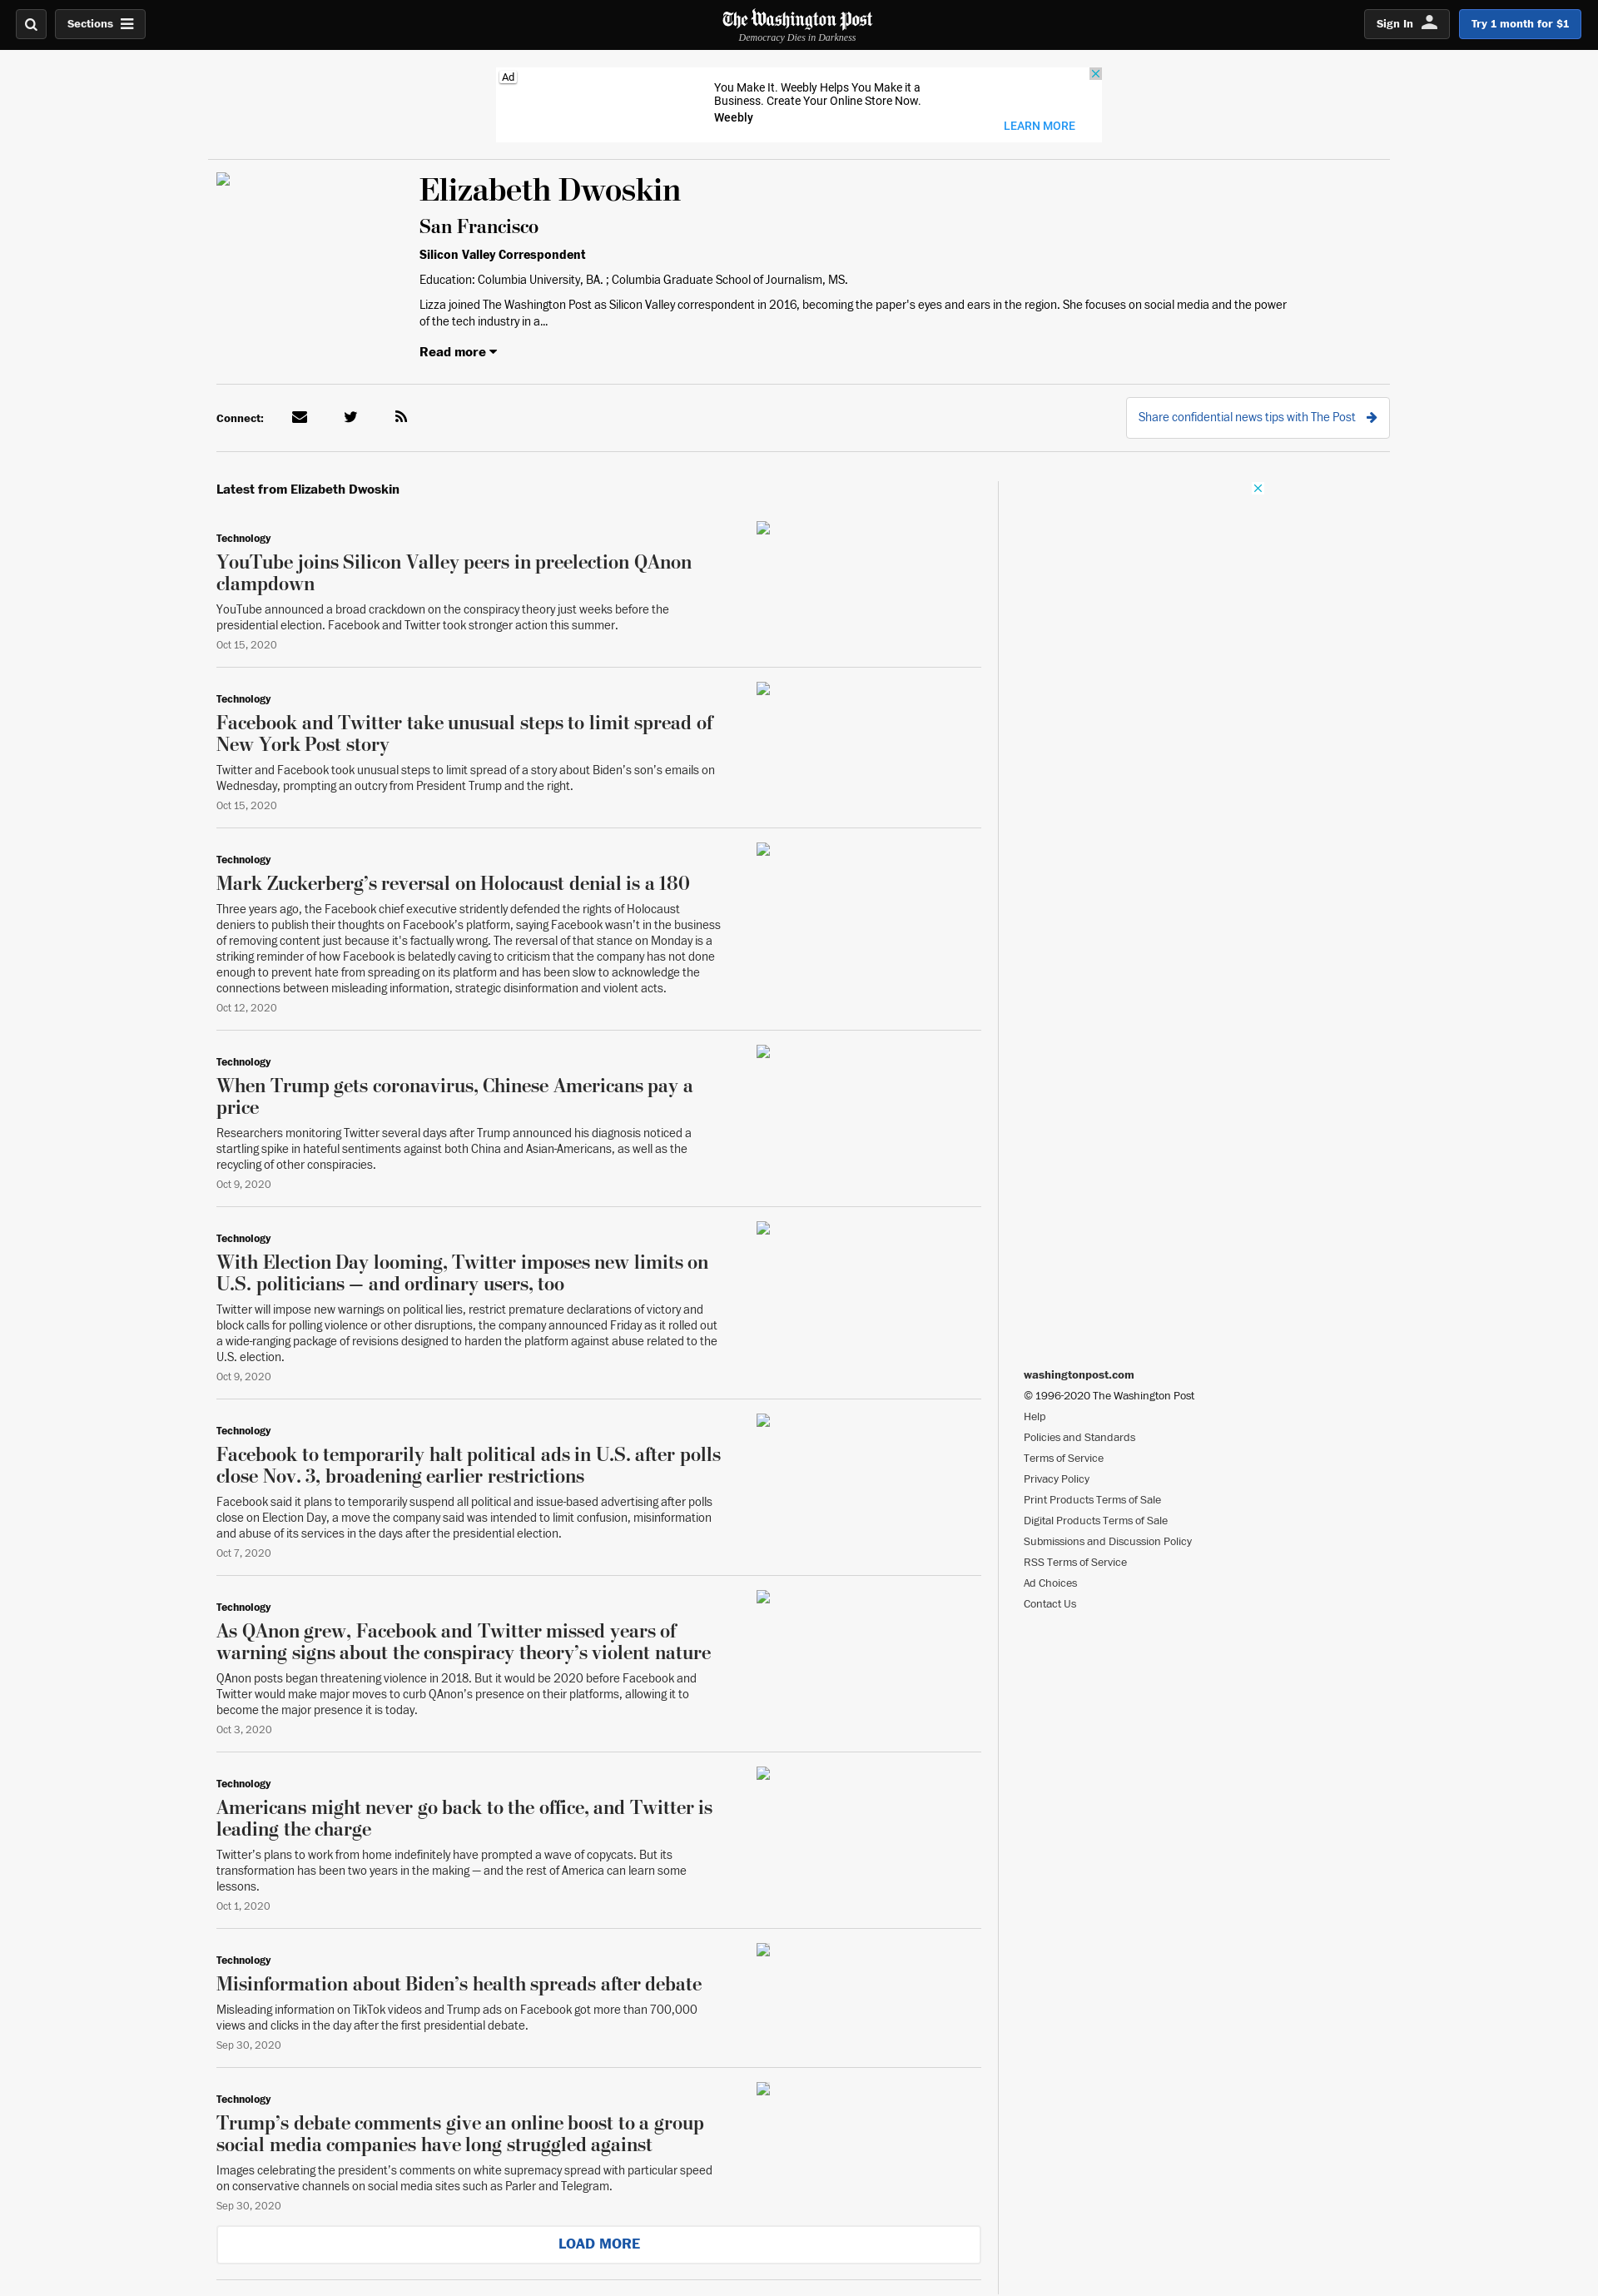 Sections
The Washington Post
Democracy Dies in Darkness
Sign In
Try 1 month for $1
Ad
You Make It. Weebly Helps You Make it a
Business. Create Your Online Store Now.
Weebly
LEARN MORE
Elizabeth Dwoskin
San Francisco
Silicon Valley Correspondent
Education: Columbia University, BA. ; Columbia Graduate School of Journalism, MS.
Lizza joined The Washington Post as Silicon Valley correspondent in 2016, becoming the paper's eyes and ears in the region. She focuses on social media and the power
of the tech industry in a...
Read more
Connect:
Share confidential news tips with The Post
Latest from Elizabeth Dwoskin
Technology
YouTube joins Silicon Valley peers in preelection QAnon
clampdown
YouTube announced a broad crackdown on the conspiracy theory just weeks before the
presidential election. Facebook and Twitter took stronger action this summer.
Oct 15, 2020
Technology
Facebook and Twitter take unusual steps to limit spread of
New York Post story
Twitter and Facebook took unusual steps to limit spread of a story about Biden’s son’s emails on
Wednesday, prompting an outcry from President Trump and the right.
Oct 15, 2020
Technology
Mark Zuckerberg’s reversal on Holocaust denial is a 180
Three years ago, the Facebook chief executive stridently defended the rights of Holocaust
deniers to publish their thoughts on Facebook’s platform, saying Facebook wasn’t in the business
of removing content just because it's factually wrong. The reversal of that stance on Monday is a
striking reminder of how Facebook is belatedly caving to criticism that the company has not done
enough to prevent hate from spreading on its platform and has been slow to acknowledge the
connections between misleading information, strategic disinformation and violent acts.
Oct 12, 2020
Technology
When Trump gets coronavirus, Chinese Americans pay a
price
Researchers monitoring Twitter several days after Trump announced his diagnosis noticed a
startling spike in hateful sentiments against both China and Asian-Americans, as well as the
recycling of other conspiracies.
Oct 9, 2020
Technology
With Election Day looming, Twitter imposes new limits on
U.S. politicians — and ordinary users, too
Twitter will impose new warnings on political lies, restrict premature declarations of victory and
block calls for polling violence or other disruptions, the company announced Friday as it rolled out
a wide-ranging package of revisions designed to harden the platform against abuse related to the
U.S. election.
Oct 9, 2020
Technology
Facebook to temporarily halt political ads in U.S. after polls
close Nov. 3, broadening earlier restrictions
Facebook said it plans to temporarily suspend all political and issue-based advertising after polls
close on Election Day, a move the company said was intended to limit confusion, misinformation
and abuse of its services in the days after the presidential election.
Oct 7, 2020
Technology
As QAnon grew, Facebook and Twitter missed years of
warning signs about the conspiracy theory’s violent nature
QAnon posts began threatening violence in 2018. But it would be 2020 before Facebook and
Twitter would make major moves to curb QAnon’s presence on their platforms, allowing it to
become the major presence it is today.
Oct 3, 2020
Technology
Americans might never go back to the office, and Twitter is
leading the charge
Twitter’s plans to work from home indefinitely have prompted a wave of copycats. But its
transformation has been two years in the making — and the rest of America can learn some
lessons.
Oct 1, 2020
Technology
Misinformation about Biden’s health spreads after debate
Misleading information on TikTok videos and Trump ads on Facebook got more than 700,000
views and clicks in the day after the first presidential debate.
Sep 30, 2020
Technology
Trump’s debate comments give an online boost to a group
social media companies have long struggled against
Images celebrating the president’s comments on white supremacy spread with particular speed
on conservative channels on social media sites such as Parler and Telegram.
Sep 30, 2020
LOAD MORE
washingtonpost.com
© 1996-2020 The Washington Post
Help
Policies and Standards
Terms of Service
Privacy Policy
Print Products Terms of Sale
Digital Products Terms of Sale
Submissions and Discussion Policy
RSS Terms of Service
Ad Choices
Contact Us